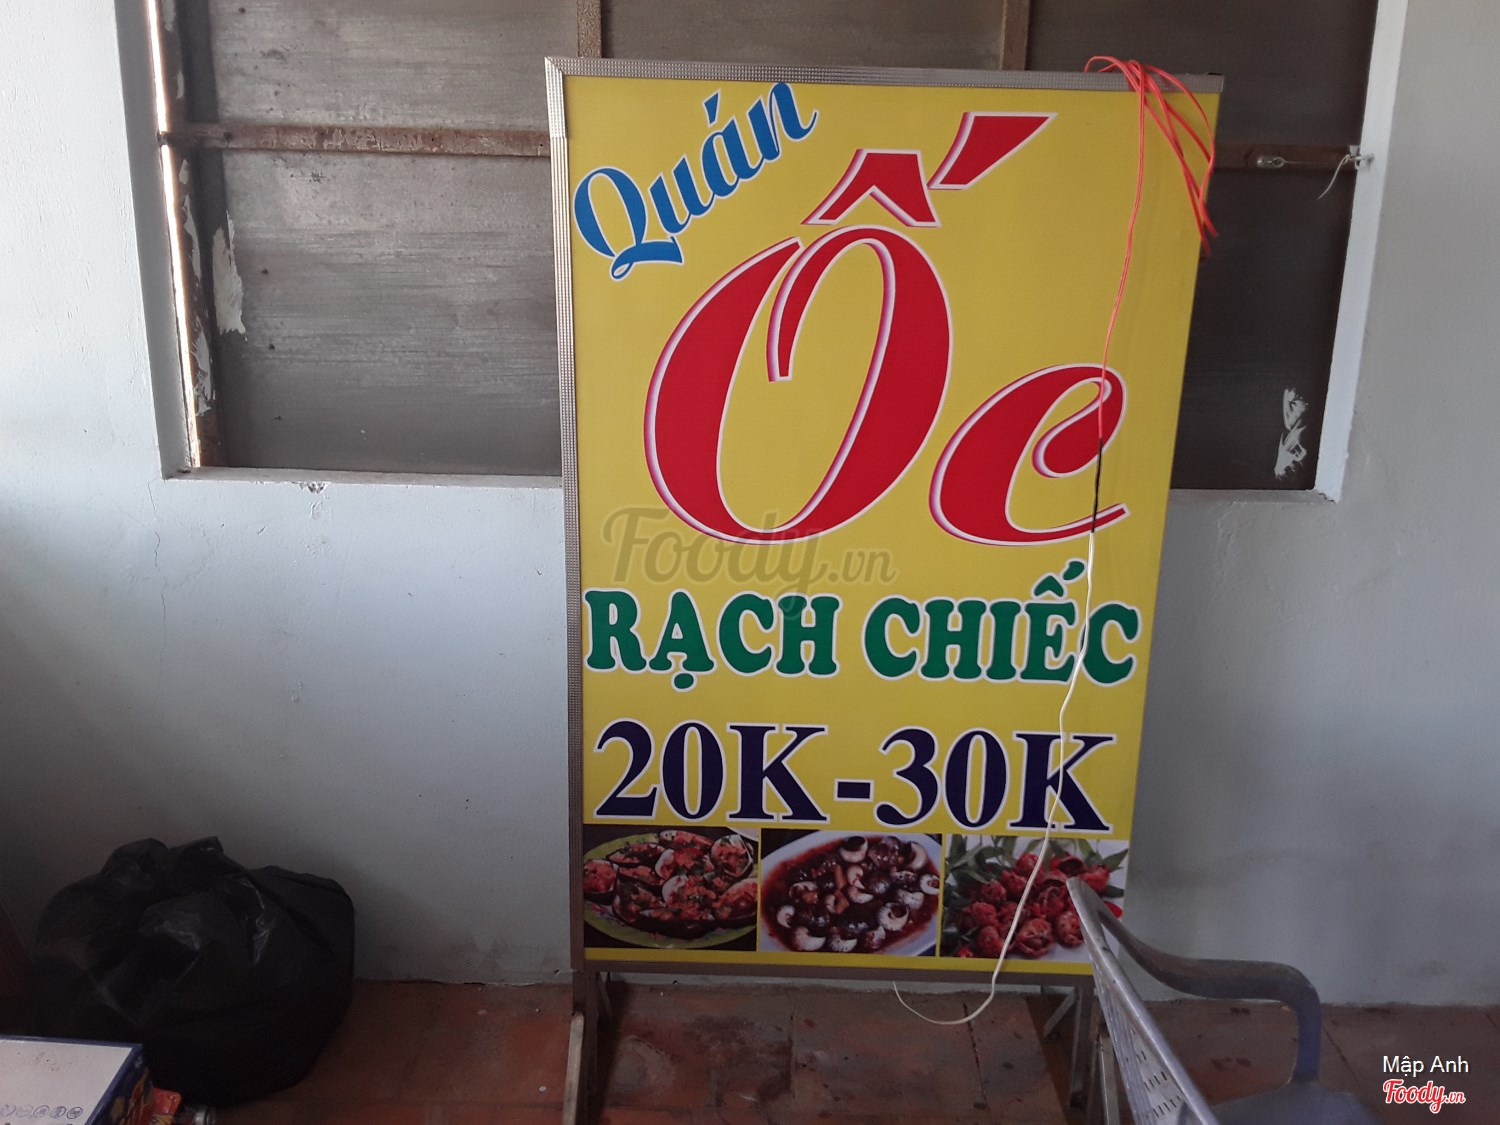 Quán
Ốc
RẠCH CHIẾC
20K-30K
Foody.vn
Mập Anh
Foody.vn